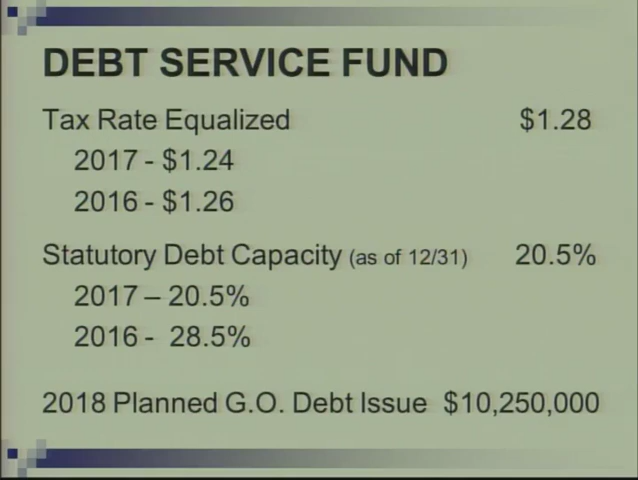 DEBT SERVICE FUND
Tax Rate Equalized $1.28
2017 - $1.24
2016 - $1.26
Statutory Debt Capacity (as of 12/31) 20.5%
2017 – 20.5%
2016 - 28.5%
2018 Planned G.O. Debt Issue $10,250,000